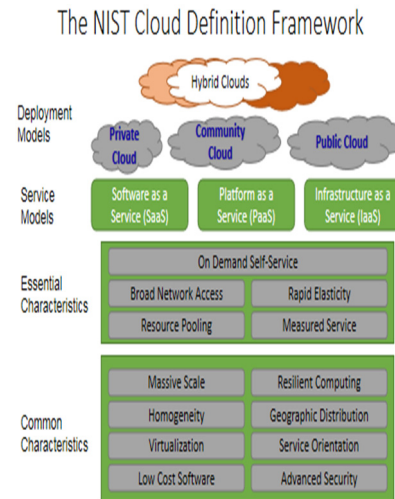 The NIST Cloud Definition Framework
Hybrid Clouds
Deployment
Models
Private
Cloud
Community
Cloud
Public Cloud
Service
Models
Software as a
Service (SaaS)
Platform as a
Service (PaaS)
Infrastructure as a
Service (IaaS)
Essential
Characteristics
On Demand Self-Service
Broad Network Access
Rapid Elasticity
Resource Pooling
Measured Service
Common
Characteristics
Massive Scale
Resilient Computing
Homogeneity
Geographic Distribution
Virtualization
Service Orientation
Low Cost Software
Advanced Security